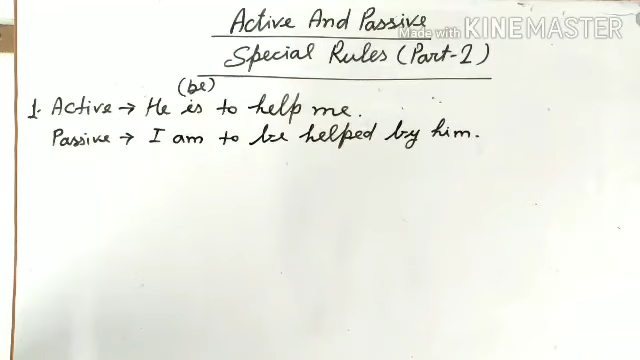 Active And Passive
Made with KINEMASTER
Special Rules (Part-2)
(be)
1. Active → He is to help me.
Passive → I am to be helped by him.